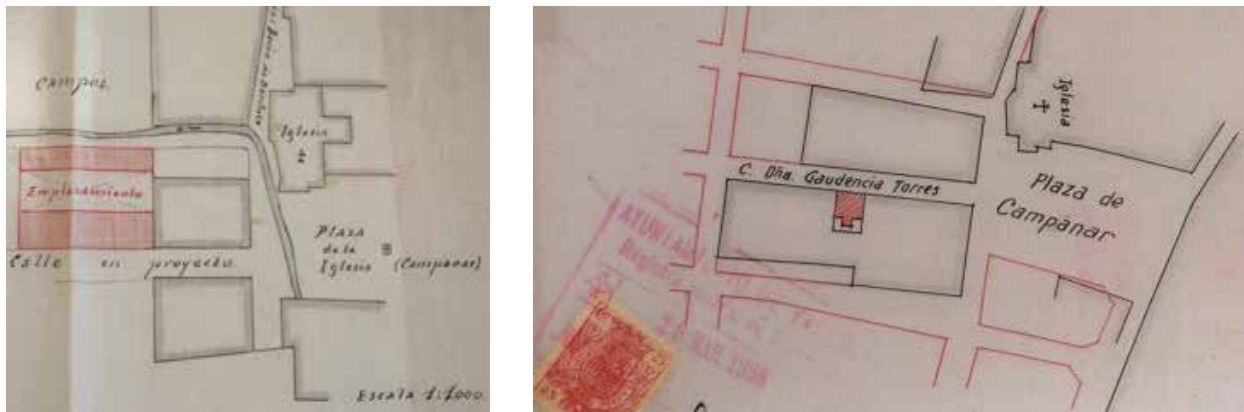 Campos
Iglesia
Emplazamiento
Calle en proyecto
Plaza
de la
Iglesia (Campanar)
Escala 1:1000
Iglesia
C. Dña. Gaudencia Torres
Plaza de
Campanar